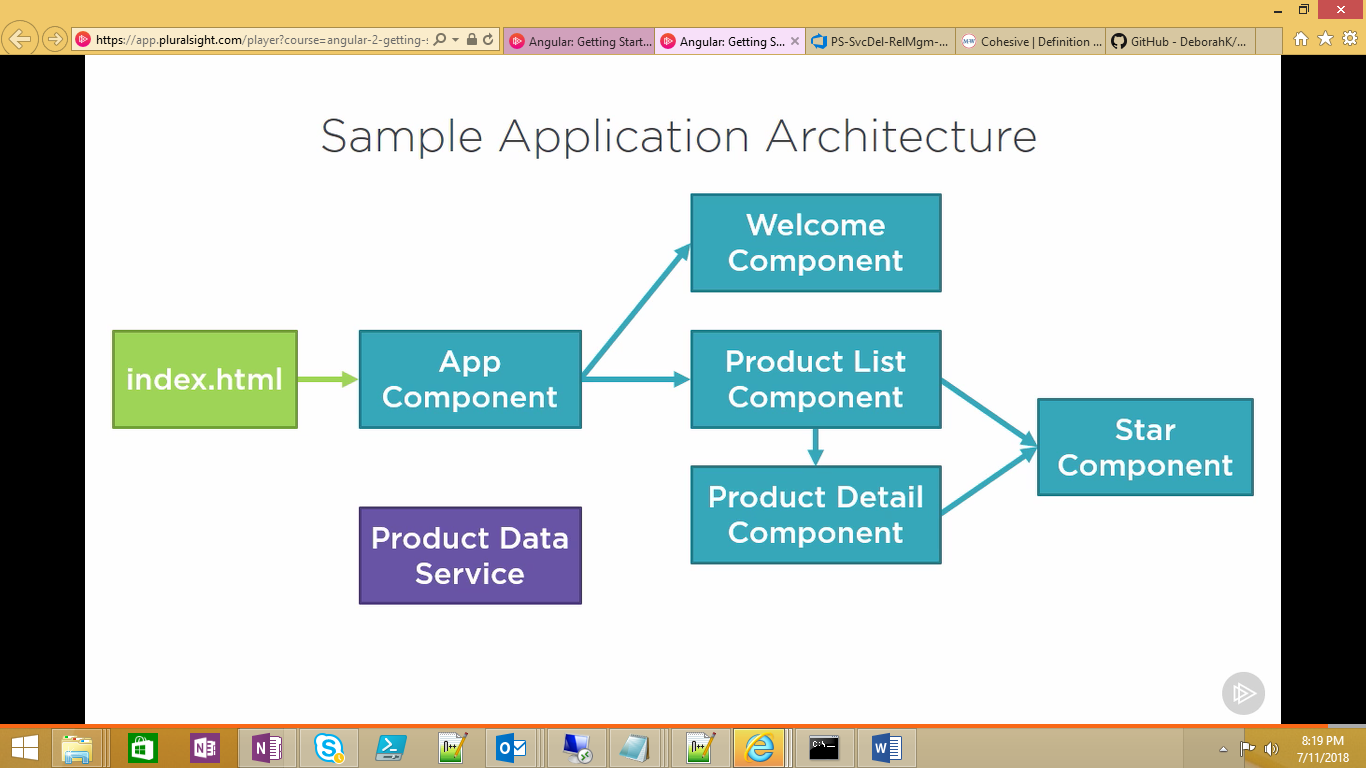 https://app.pluralsight.com/player?course=angular-2-getting-
Angular: Getting Start...
Angular: Getting S...
PS-SvcDel-RelMgm-...
Cohesive | Definition ...
GitHub - DeborahK/...
Sample Application Architecture
Welcome
Component
index.html
App
Component
Product List
Component
Star
Component
Product Detail
Component
Product Data
Service
8:19 PM
7/11/2018